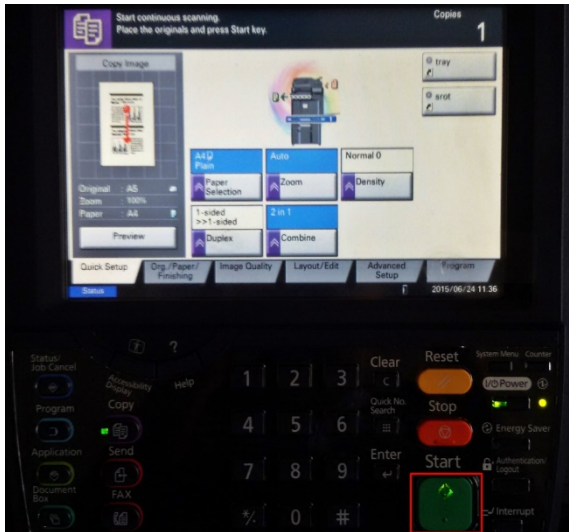 Start continuous scanning.
Place the originals and press Start key.
Copies
1
Copy Image
Original : A5
Zoom : 100%
Paper : A4
Preview
A4
Plain
Paper
Selection
Auto
Zoom
Normal 0
Density
1-sided
>>1-sided
Duplex
2 in 1
Combine
tray
srot
Quick Setup
Org./Paper/
Finishing
Image Quality
Layout/Edit
Advanced
Setup
Program
Status
2015/06/24 11:36
Status/
Job Cancel
Accessibility
Display
?
Help
Program
Copy
Application
Send
Document
Box
FAX
1 2 3
4 5 6
7 8 9
*/. 0 #
Clear
C
Quick No.
Search
Enter
Reset
Stop
Start
System Menu
Counter
Power
Energy Saver
Authentication/
Logout
Interrupt